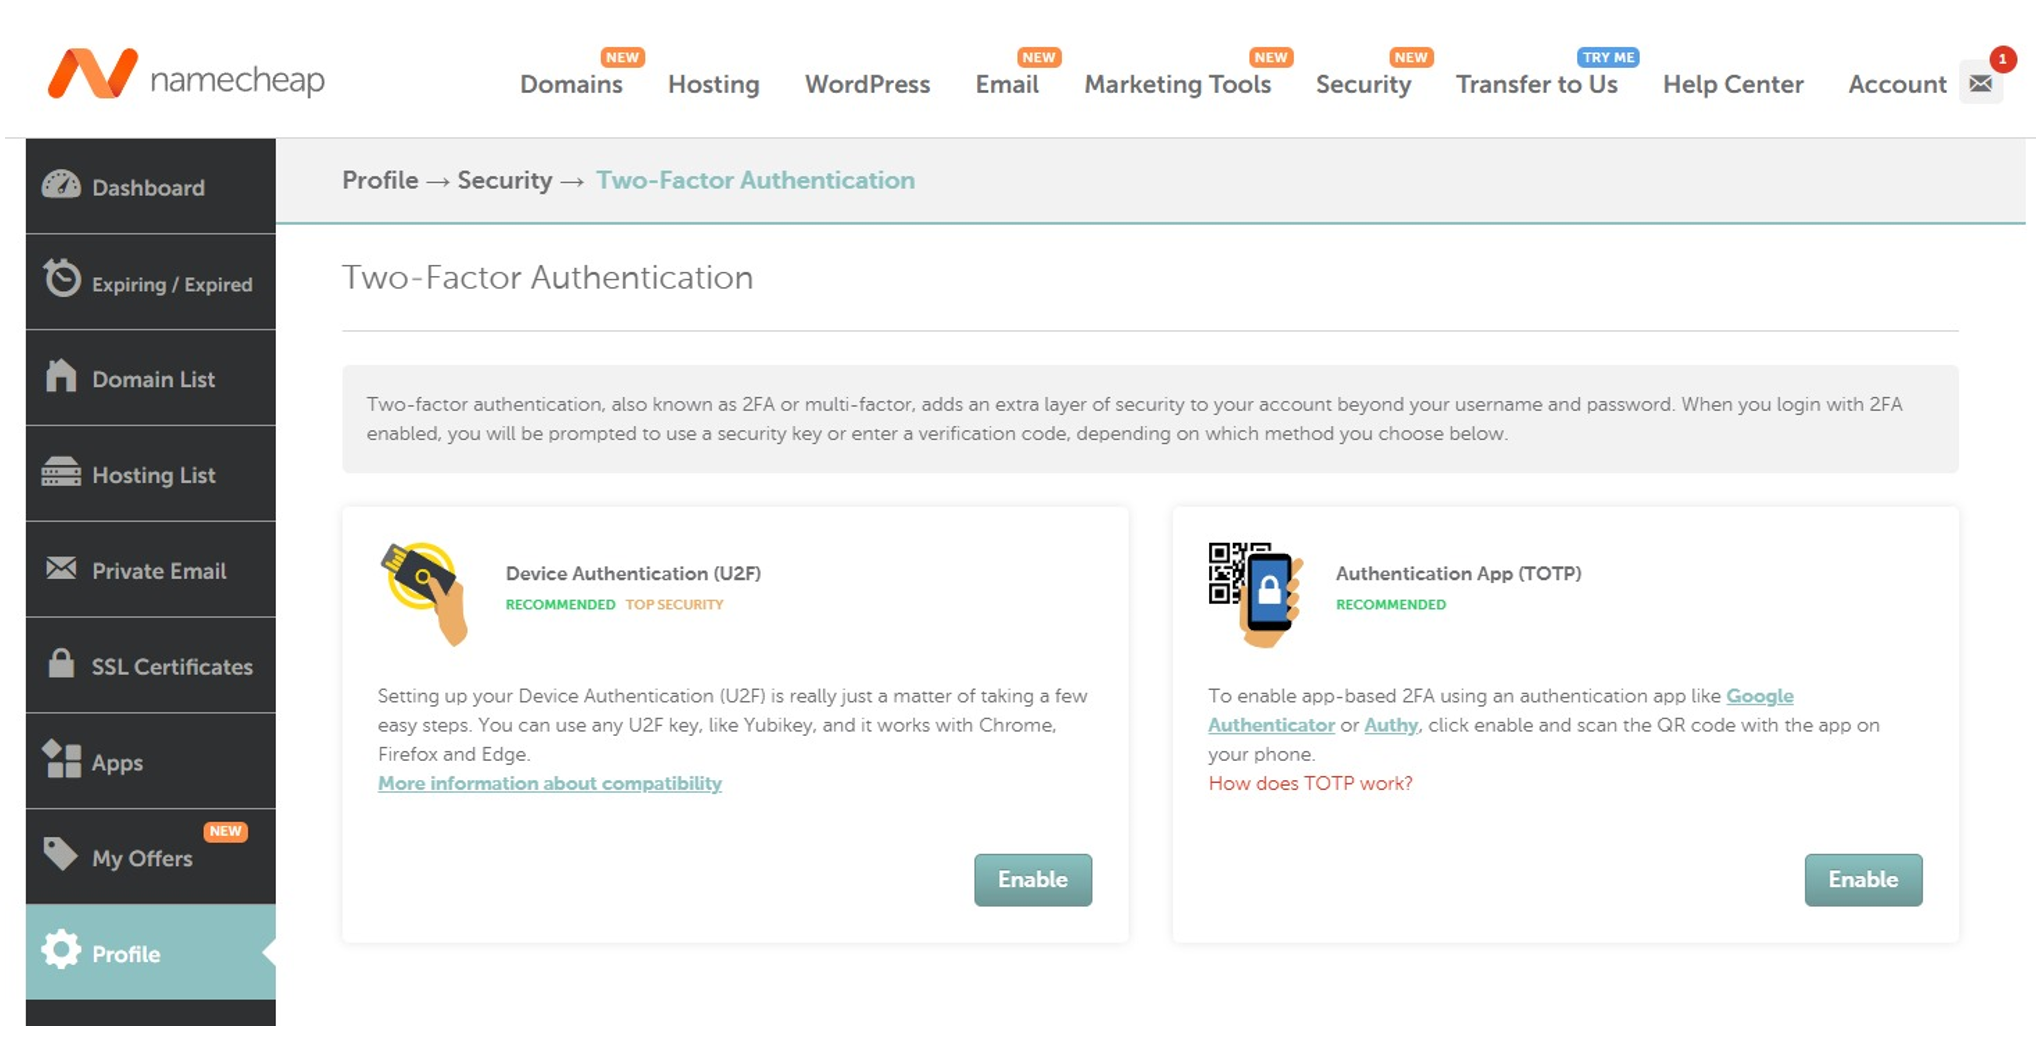 namecheap
NEW
NEW
NEW
NEW
TRY ME
1
Domains Hosting WordPress Email Marketing Tools Security Transfer to Us Help Center Account
Dashboard
Expiring / Expired
Domain List
Hosting List
Private Email
SSL Certificates
Apps
NEW
My Offers
Profile
Profile → Security → Two-Factor Authentication
Two-Factor Authentication
Two-factor authentication, also known as 2FA or multi-factor, adds an extra layer of security to your account beyond your username and password. When you login with 2FA
enabled, you will be prompted to use a security key or enter a verification code, depending on which method you choose below.
Device Authentication (U2F)
RECOMMENDED TOP SECURITY
Setting up your Device Authentication (U2F) is really just a matter of taking a few
easy steps. You can use any U2F key, like Yubikey, and it works with Chrome,
Firefox and Edge.
More information about compatibility
Enable
Authentication App (TOTP)
RECOMMENDED
To enable app-based 2FA using an authentication app like Google
Authenticator or Authy, click enable and scan the QR code with the app on
your phone.
How does TOTP work?
Enable